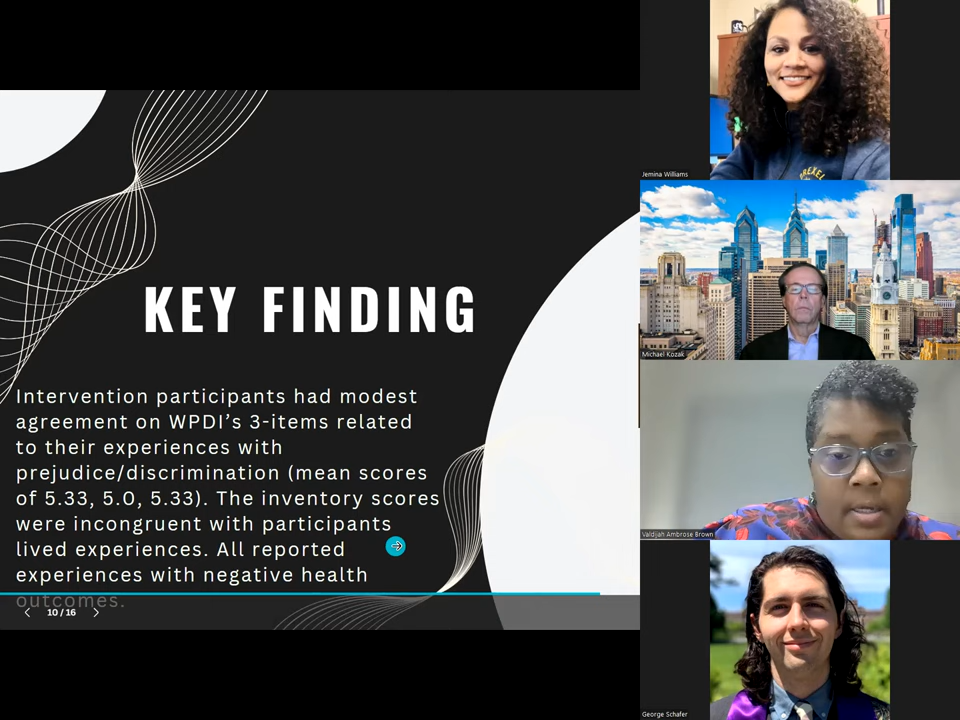 KEY FINDING
Intervention participants had modest
agreement on WPDI's 3-items related
to their experiences with
prejudice/discrimination (mean scores
of 5.33, 5.0, 5.33). The inventory scores
were incongruent with participants
lived experiences. All reported
experiences with negative health
outcomes.
10 / 16
Jemina Williams
DREXEL
Michael Kozak
Valdijah Ambrose Brown
George Schafer